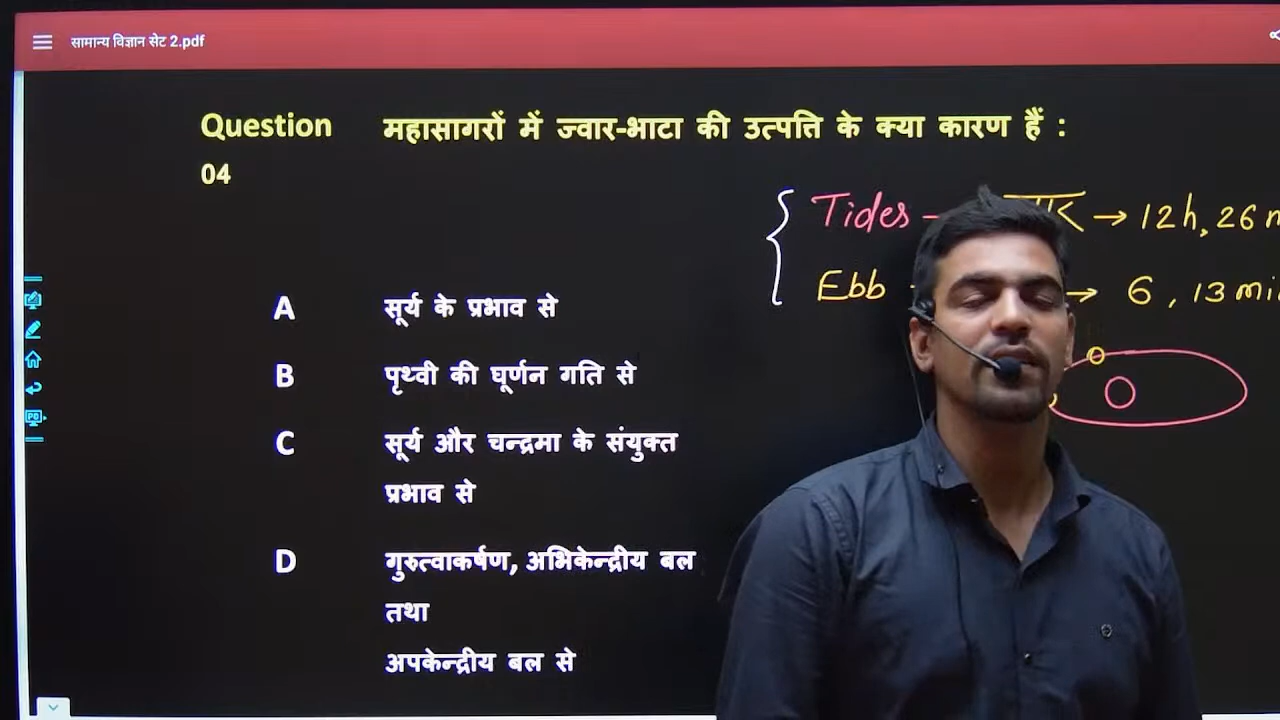 सामान्य विज्ञान सेट 2.pdf
Question 04
महासागरों में ज्वार-भाटा की उत्पत्ति के क्या कारण हैं :
Tides → 12h, 26
Ebb → 6, 13 mi
A सूर्य के प्रभाव से
B पृथ्वी की घूर्णन गति से
C सूर्य और चन्द्रमा के संयुक्त
प्रभाव से
D गुरुत्वाकर्षण, अभिकेन्द्रीय बल
तथा
अपकेन्द्रीय बल से